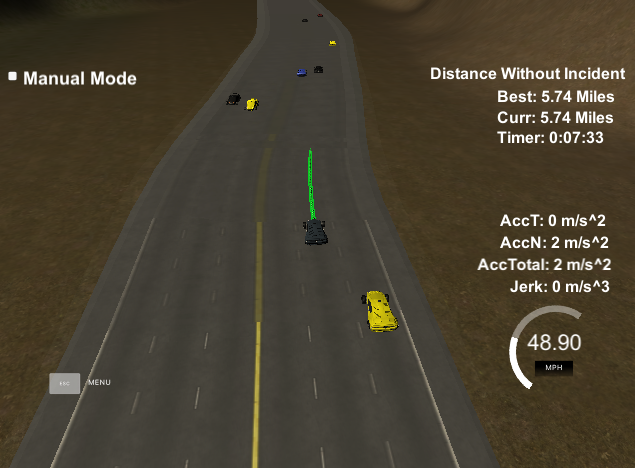 Manual Mode
Distance Without Incident
Best: 5.74 Miles
Curr: 5.74 Miles
Timer: 0:07:33
AccT: 0 m/s^2
AccN: 2 m/s^2
AccTotal: 2 m/s^2
Jerk: 0 m/s^3
48.90
MPH
ESC MENU